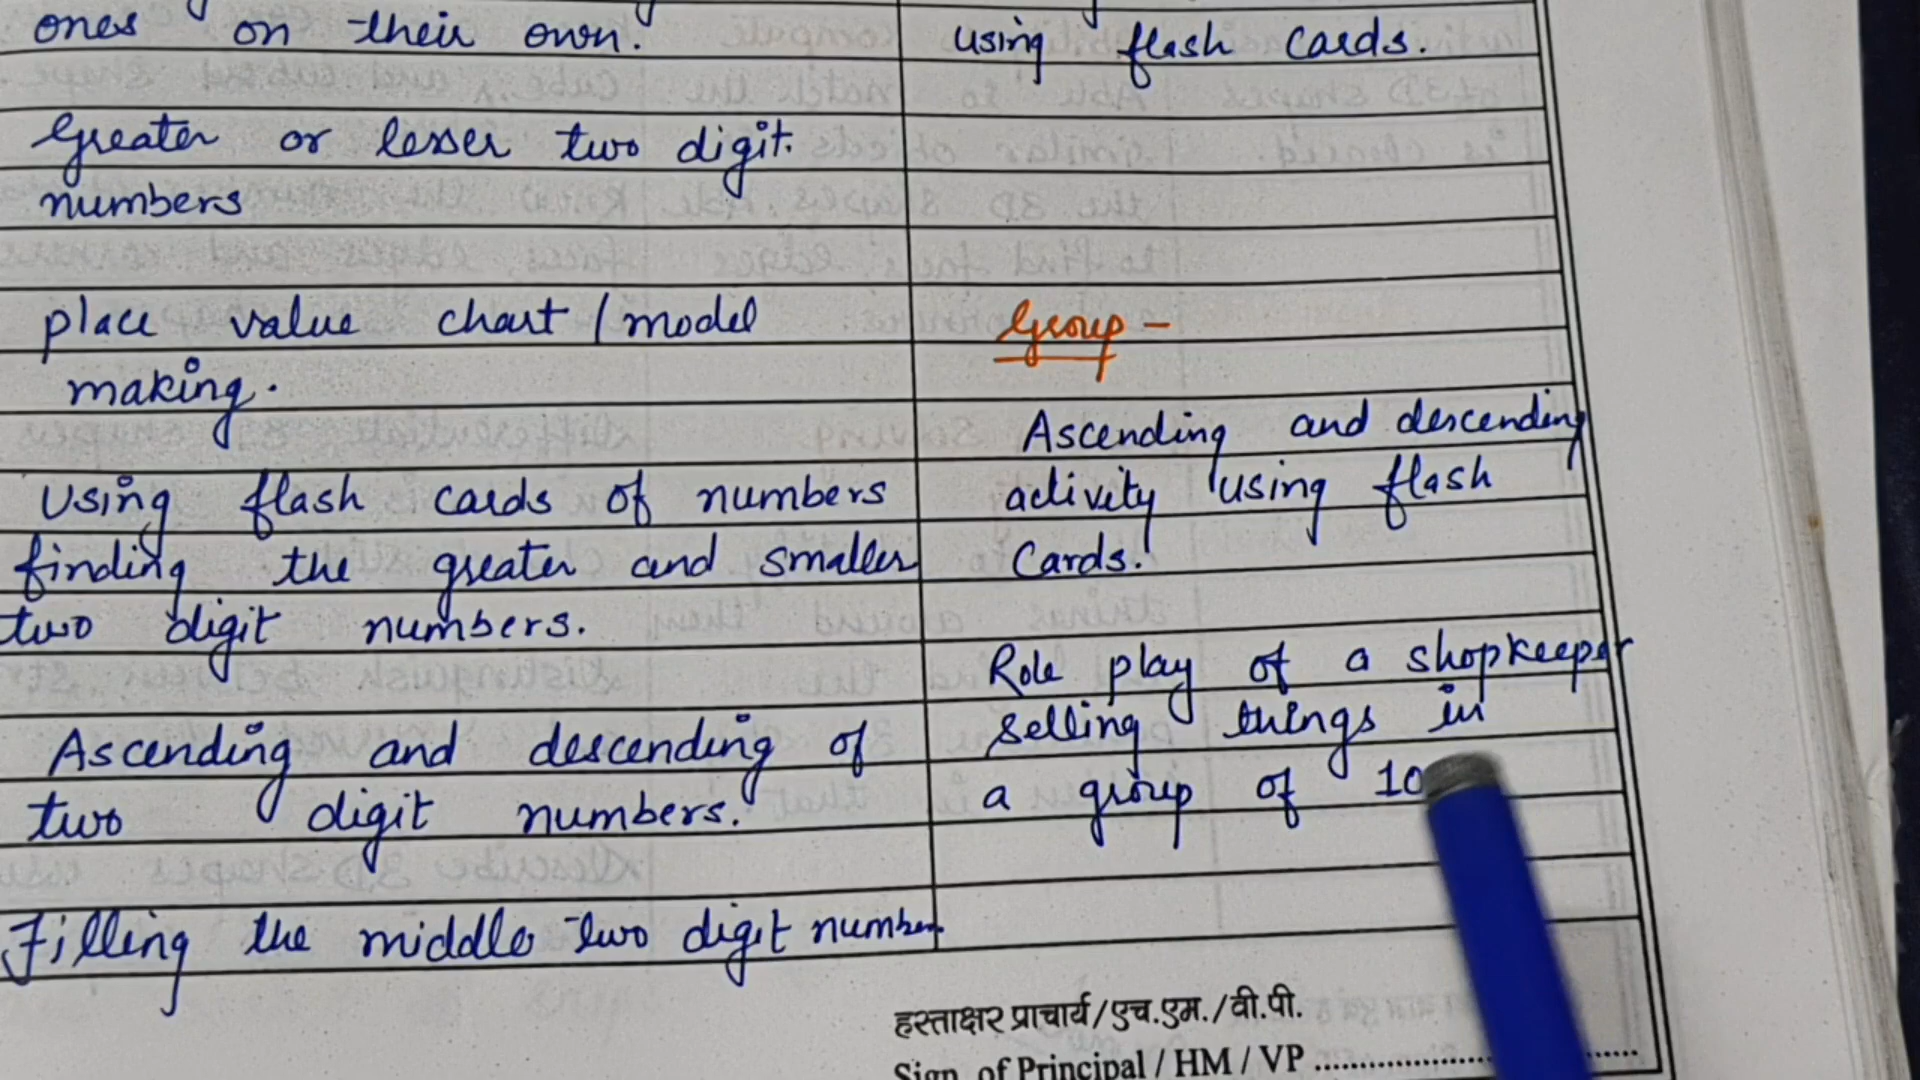 ones on their own.
Greater or lesser two digit.
numbers
place value chart / model
making.
Using flash cards of numbers
finding the greater and smaller
two digit numbers.
Ascending and descending of
two digit numbers.
Filling the middle two digit number
using flash cards.
Group -
Ascending and descending
activity using flash
Cards.
Role play of a shopkeeper
selling things in
a group of 10
हस्ताक्षर प्राचार्य/एच.एम./वी.पी.
Sign. of Principal / HM / VP